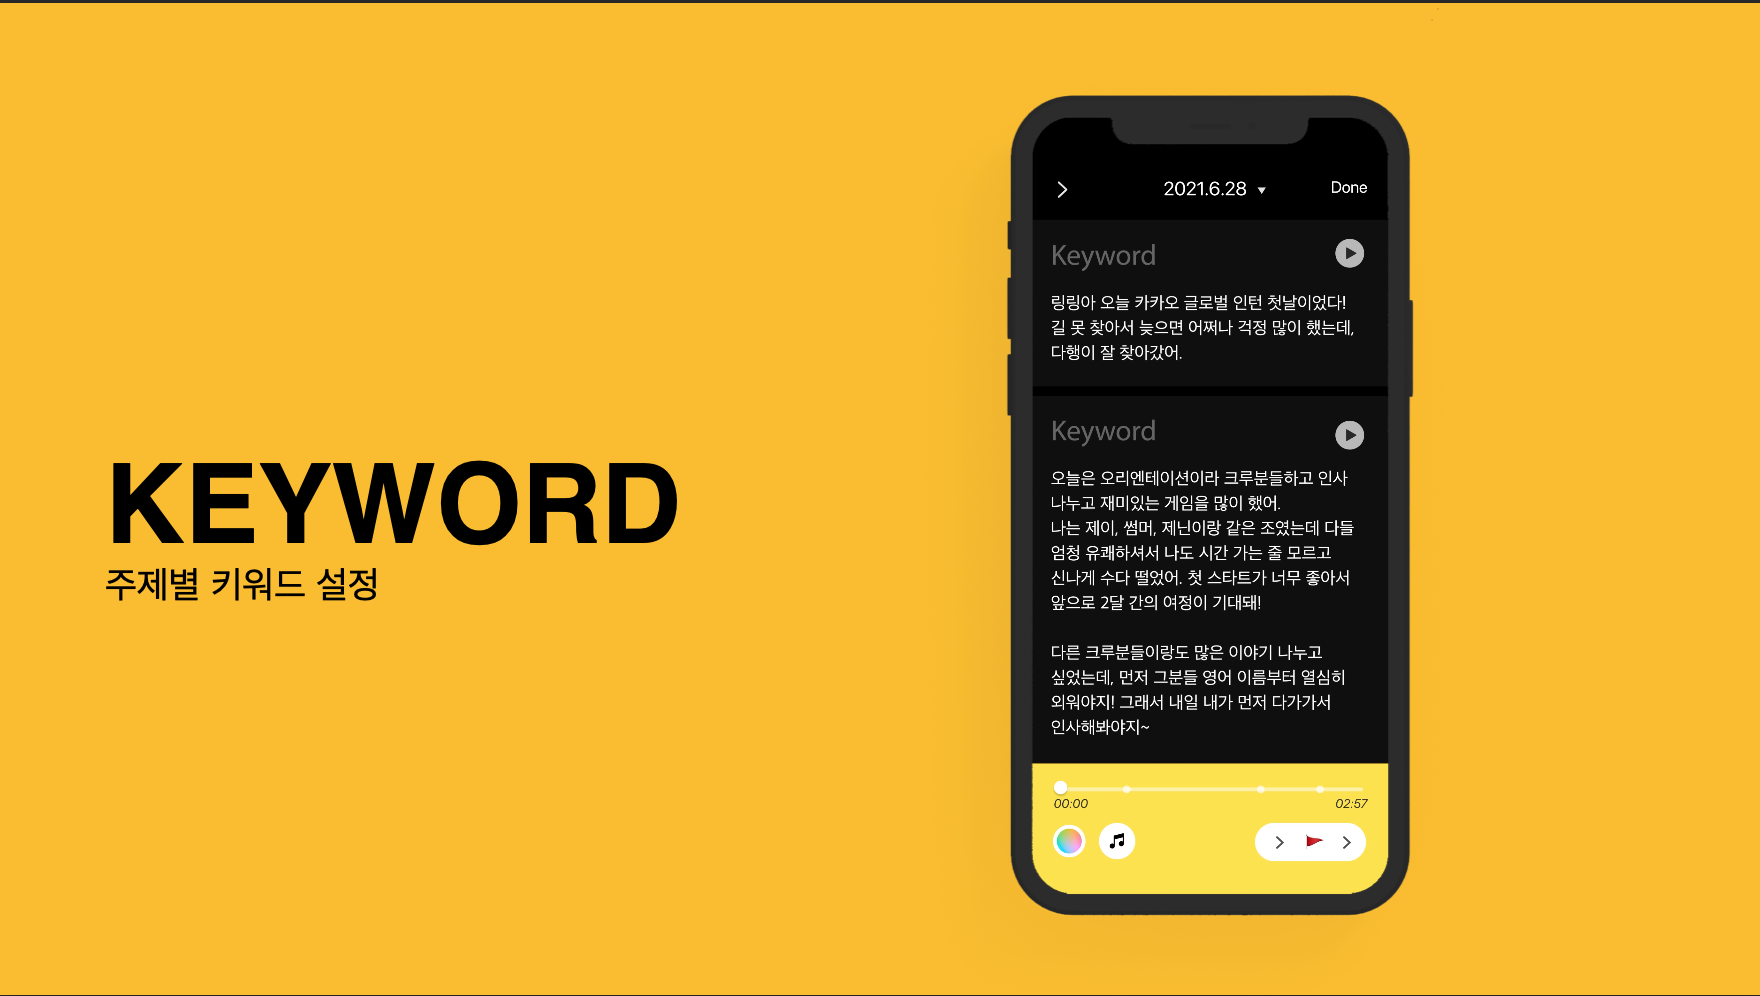 KEYWORD
주제별 키워드 설정
2021.6.28 ▼
Done
Keyword
링링아 오늘 카카오 글로벌 인턴 첫날이었다!
길 못 찾아서 늦으면 어쩌나 걱정 많이 했는데,
다행이 잘 찾아갔어.
Keyword
오늘은 오리엔테이션이라 크루분들하고 인사
나누고 재미있는 게임을 많이 했어.
나는 제이, 썸머, 제닌이랑 같은 조였는데 다들
엄청 유쾌하셔서 나도 시간 가는 줄 모르고
신나게 수다 떨었어. 첫 스타트가 너무 좋아서
앞으로 2달 간의 여정이 기대돼!
다른 크루분들이랑도 많은 이야기 나누고
싶었는데, 먼저 그분들 영어 이름부터 열심히
외워야지! 그래서 내일 내가 먼저 다가가서
인사해봐야지~
00:00
02:57